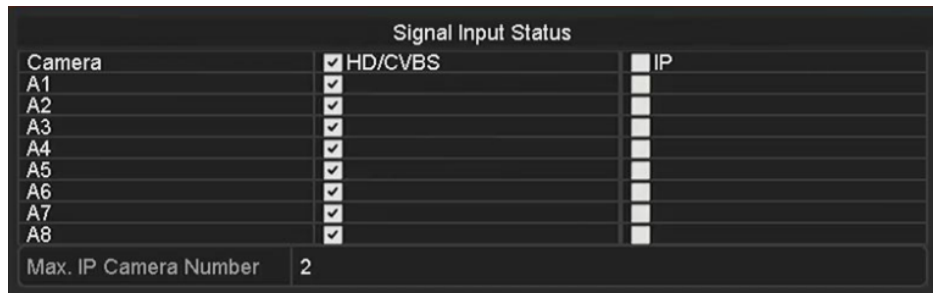 Signal Input Status
Camera HD/CVBS IP
A1
A2
A3
A4
A5
A6
A7
A8
Max. IP Camera Number 2